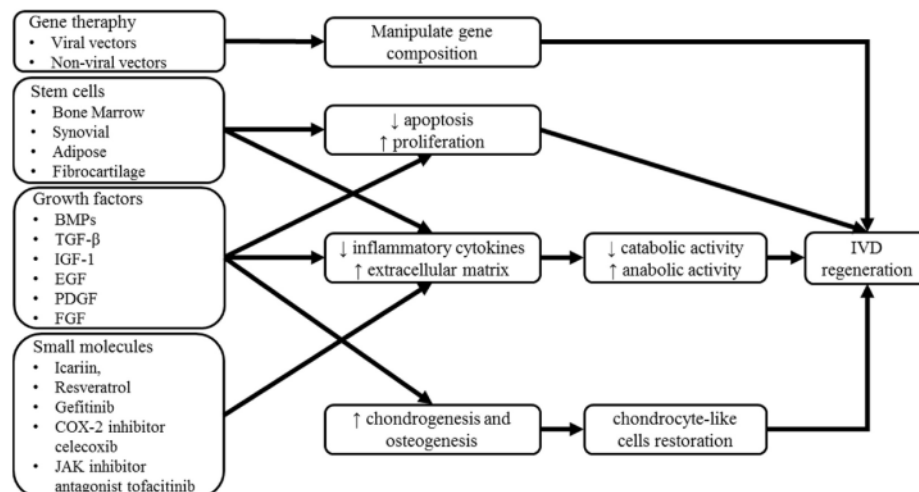 Gene theraphy
• Viral vectors
• Non-viral vectors
Manipulate gene
composition
Stem cells
• Bone Marrow
• Synovial
• Adipose
• Fibrocartilage
↓ apoptosis
↑ proliferation
Growth factors
• BMPs
• TGF-β
• IGF-1
• EGF
• PDGF
• FGF
↓ inflammatory cytokines
↑ extracellular matrix
↓ catabolic activity
↑ anabolic activity
IVD
regeneration
Small molecules
• Icariin,
• Resveratrol
• Gefitinib
• COX-2 inhibitor
celecoxib
• JAK inhibitor
antagonist tofacitinib
↑ chondrogenesis and
osteogenesis
chondrocyte-like
cells restoration